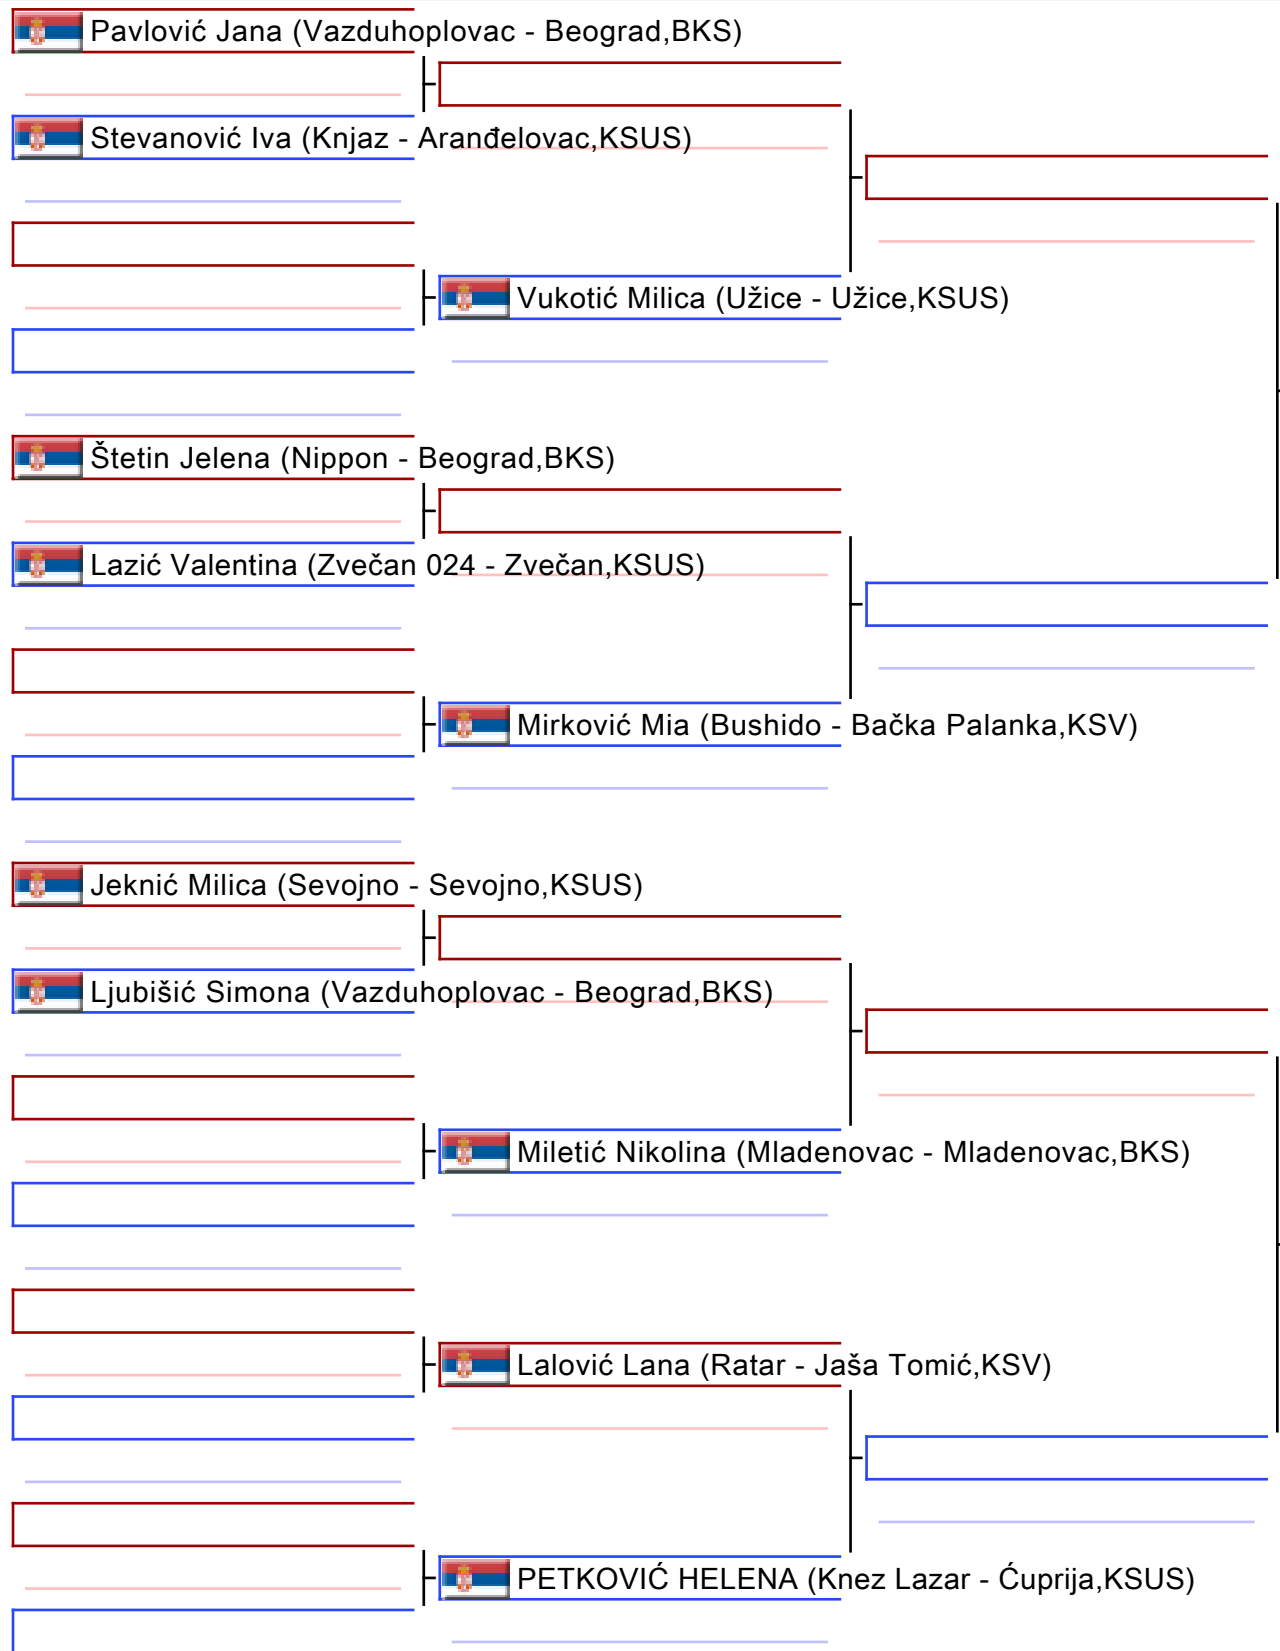 Pavlović Jana (Vazduhoplovac - Beograd,BKS)
Stevanović Iva (Knjaz - Aranđelovac,KSUS)
Vukotić Milica (Užice - Užice,KSUS)
Štetin Jelena (Nippon - Beograd,BKS)
Lazić Valentina (Zvečan 024 - Zvečan,KSUS)
Mirković Mia (Bushido - Bačka Palanka,KSV)
Jeknić Milica (Sevojno - Sevojno,KSUS)
Ljubišić Simona (Vazduhoplovac - Beograd,BKS)
Miletić Nikolina (Mladenovac - Mladenovac,BKS)
Lalović Lana (Ratar - Jaša Tomić,KSV)
PETKOVIĆ HELENA (Knez Lazar - Ćuprija,KSUS)